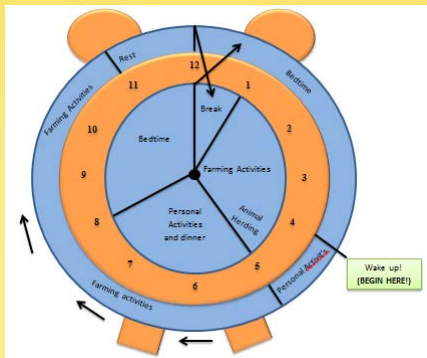 Rest
12
Bedtime
11
1
Farming Activities
Break
10
2
Bedtime
9
Farming Activities
3
Animal
Herding
8
Personal
Activities
and dinner
4
Personal
7
5
Wake up!
(BEGIN HERE!)
Farming activities
6